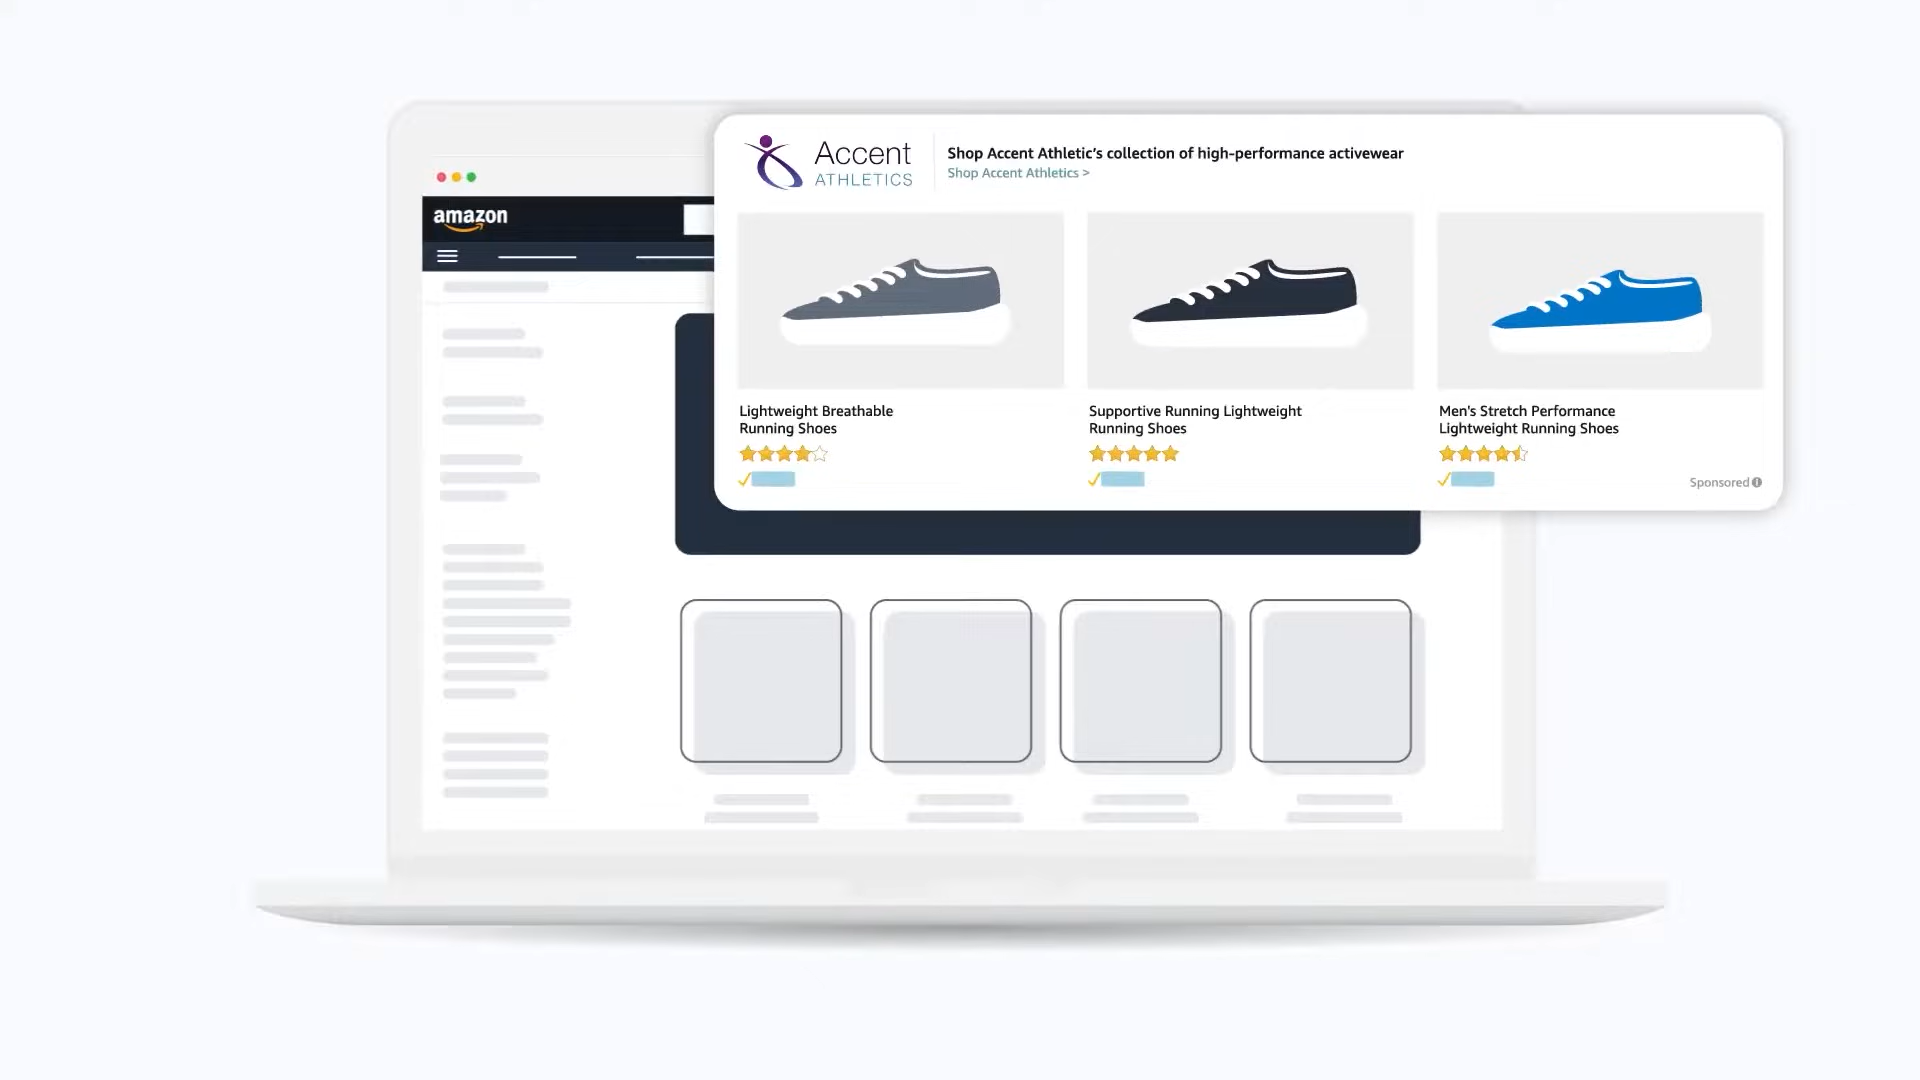 amazon
Accent
ATHLETICS
Shop Accent Athletic's collection of high-performance activewear
Shop Accent Athletics >
Lightweight Breathable
Running Shoes
Supportive Running Lightweight
Running Shoes
Men's Stretch Performance
Lightweight Running Shoes
Sponsored